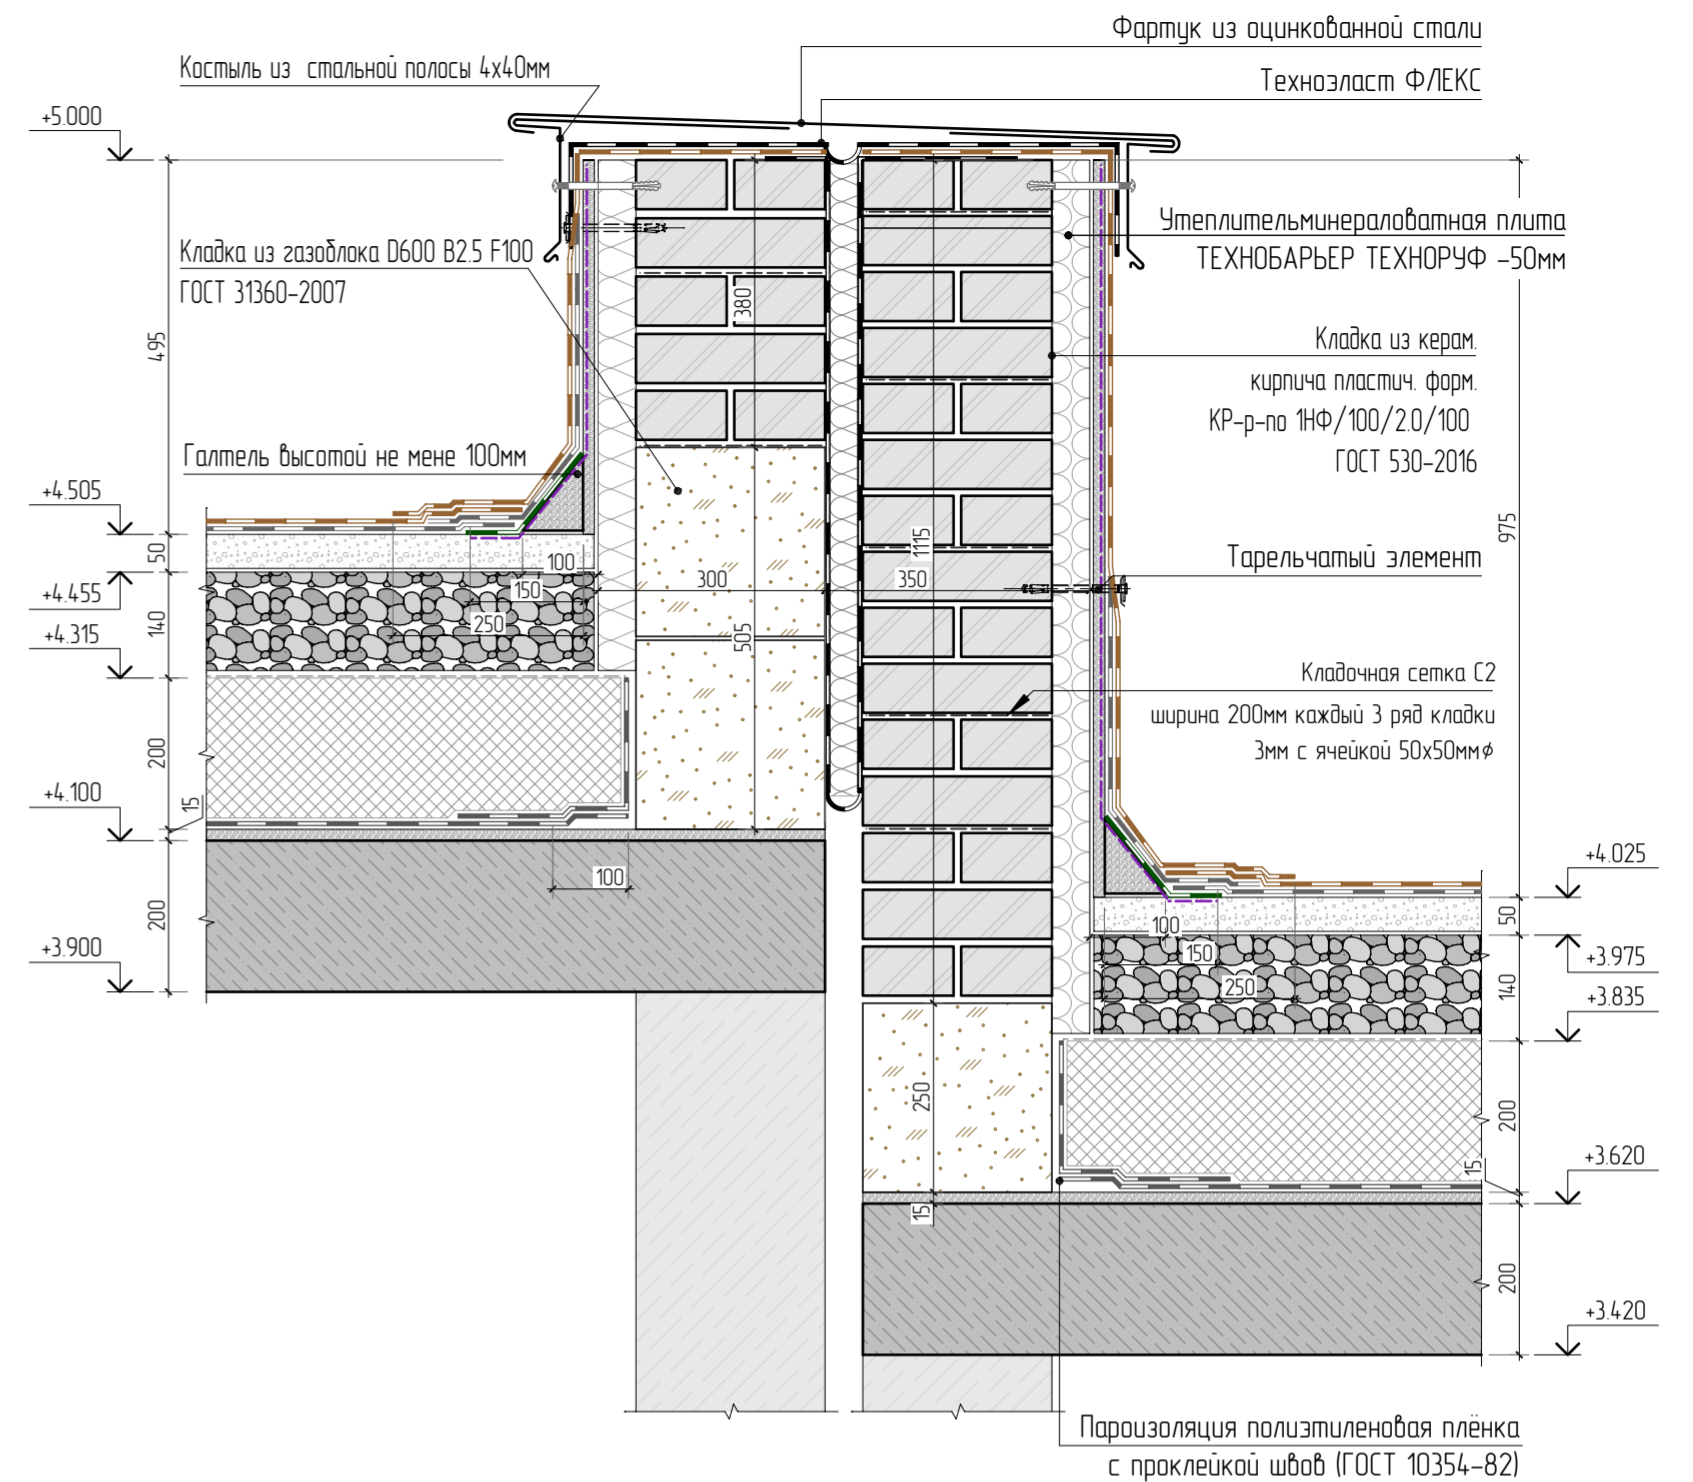 Фартук из оцинкованной стали
Костыль из стальной полосы 4х40мм
Техноэласт ФЛЕКС
+5.000
Утеплительминераловатная плита
ТЕХНОБАРЬЕР ТЕХНОРУФ -50мм
Кладка из газоблока D600 B2.5 F100
ГОСТ 31360-2007
380
495
Кладка из керам.
кирпича пластич. форм.
КР-р-по 1НФ/100/2.0/100
ГОСТ 530-2016
Галтель высотой не мене 100мм
+4.505
975
1115
50
100
300
350
Тарельчатый элемент
+4.455
150
140
250
+4.315
505
Кладочная сетка С2
ширина 200мм каждый 3 ряд кладки
3мм с ячейкой 50х50ммφ
200
+4.100
15
+4.025
100
200
50
100
+3.900
150
+3.975
250
140
+3.835
250
200
+3.620
15
15
200
+3.420
Пароизоляция полиэтиленовая плёнка
с проклейкой швов (ГОСТ 10354-82)